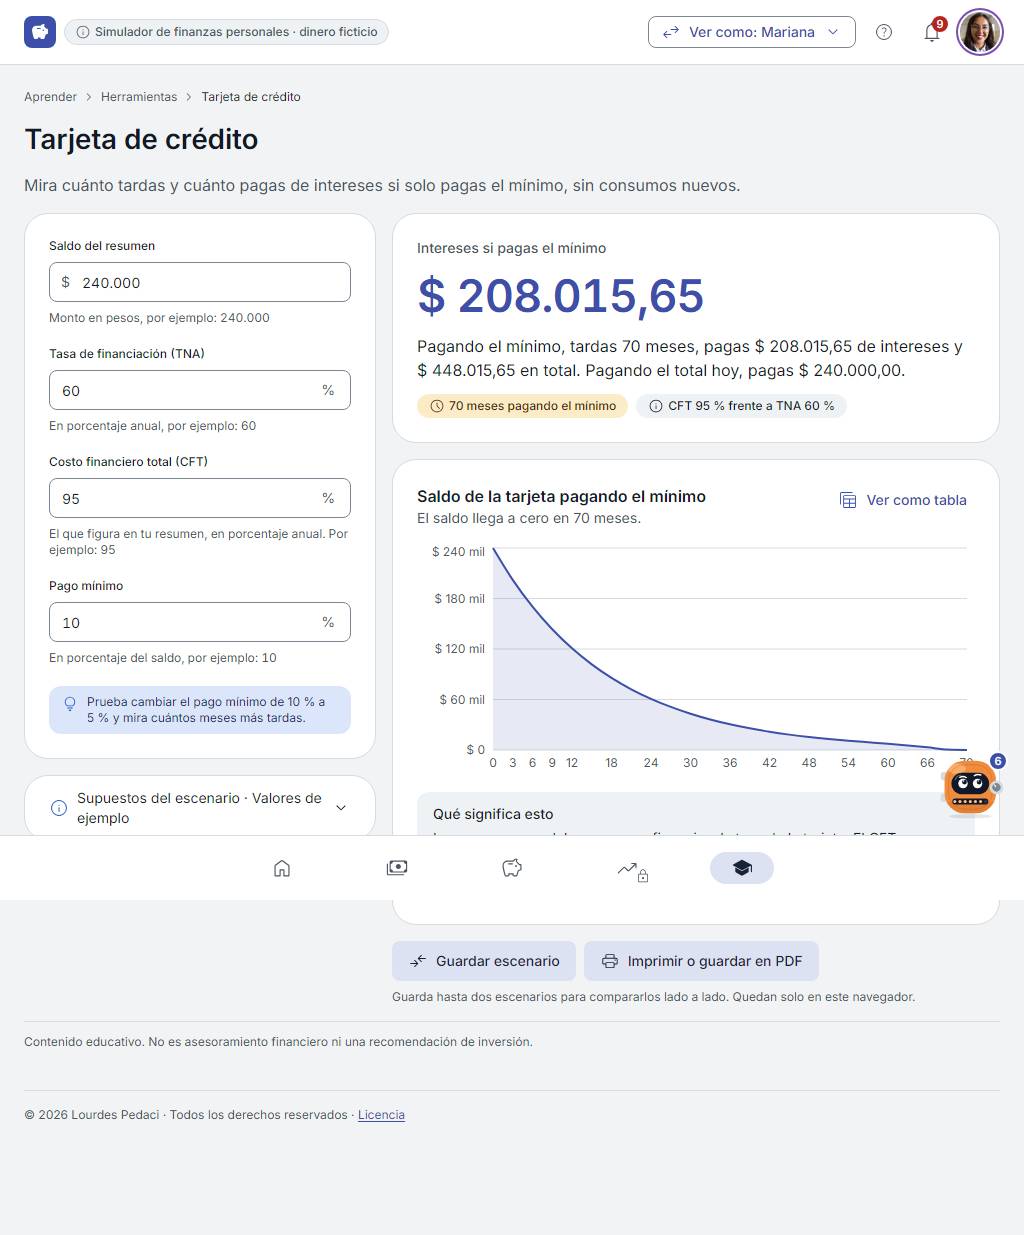 Simulador de finanzas personales · dinero ficticio
Ver como: Mariana
9
Aprender > Herramientas > Tarjeta de crédito
Tarjeta de crédito
Mira cuánto tardas y cuánto pagas de intereses si solo pagas el mínimo, sin consumos nuevos.
Saldo del resumen
$ 240.000
Monto en pesos, por ejemplo: 240.000
Tasa de financiación (TNA)
60 %
En porcentaje anual, por ejemplo: 60
Costo financiero total (CFT)
95 %
El que figura en tu resumen, en porcentaje anual. Por
ejemplo: 95
Pago mínimo
10 %
En porcentaje del saldo, por ejemplo: 10
Prueba cambiar el pago mínimo de 10 % a
5 % y mira cuántos meses más tardas.
Supuestos del escenario · Valores de
ejemplo
Intereses si pagas el mínimo
$ 208.015,65
Pagando el mínimo, tardas 70 meses, pagas $ 208.015,65 de intereses y
$ 448.015,65 en total. Pagando el total hoy, pagas $ 240.000,00.
70 meses pagando el mínimo
CFT 95 % frente a TNA 60 %
Saldo de la tarjeta pagando el mínimo
Ver como tabla
El saldo llega a cero en 70 meses.
$ 240 mil
$ 180 mil
$ 120 mil
$ 60 mil
$ 0
0 3 6 9 12 18 24 30 36 42 48 54 60 66
6
Qué significa esto
Guardar escenario
Imprimir o guardar en PDF
Guarda hasta dos escenarios para compararlos lado a lado. Quedan solo en este navegador.
Contenido educativo. No es asesoramiento financiero ni una recomendación de inversión.
© 2026 Lourdes Pedaci · Todos los derechos reservados · Licencia